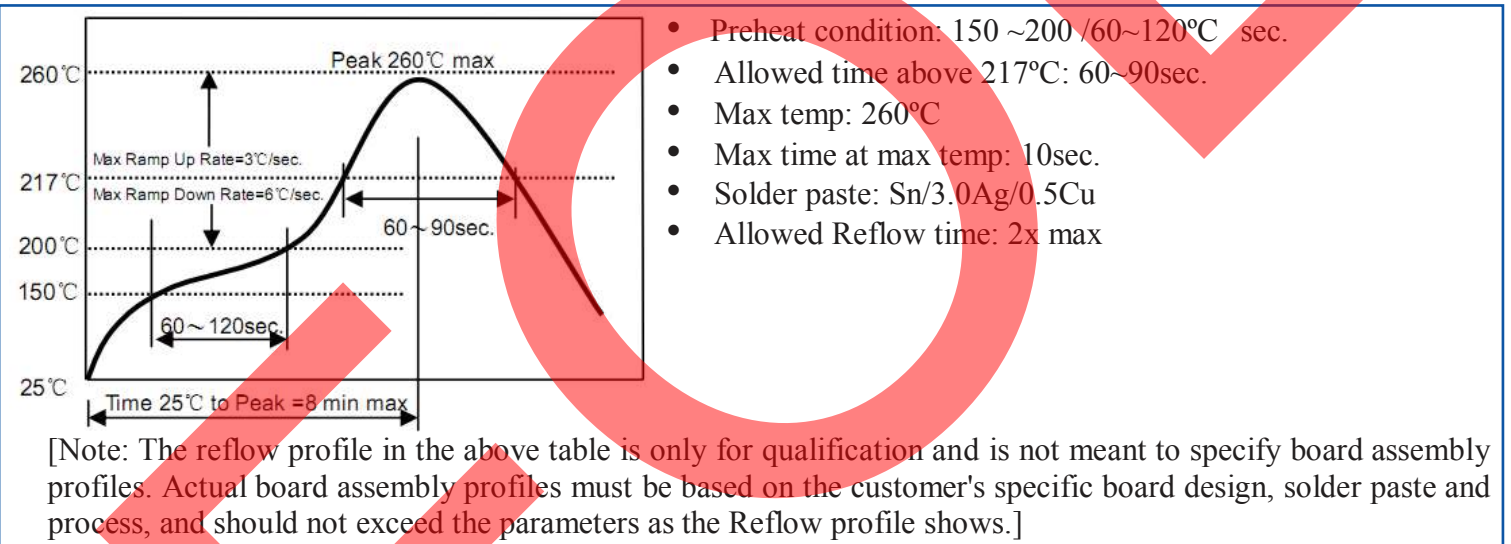 Peak 260℃ max
260℃
Max Ramp Up Rate=3℃/sec.
217℃
Max Ramp Down Rate=6℃/sec.
60～90sec.
200℃
150℃
60～120sec.
25℃
Time 25℃ to Peak =8 min max
• Preheat condition: 150 ~200 /60~120ºC sec.
• Allowed time above 217ºC: 60~90sec.
• Max temp: 260ºC
• Max time at max temp: 10sec.
• Solder paste: Sn/3.0Ag/0.5Cu
• Allowed Reflow time: 2x max
[Note: The reflow profile in the above table is only for qualification and is not meant to specify board assembly
profiles. Actual board assembly profiles must be based on the customer's specific board design, solder paste and
process, and should not exceed the parameters as the Reflow profile shows.]